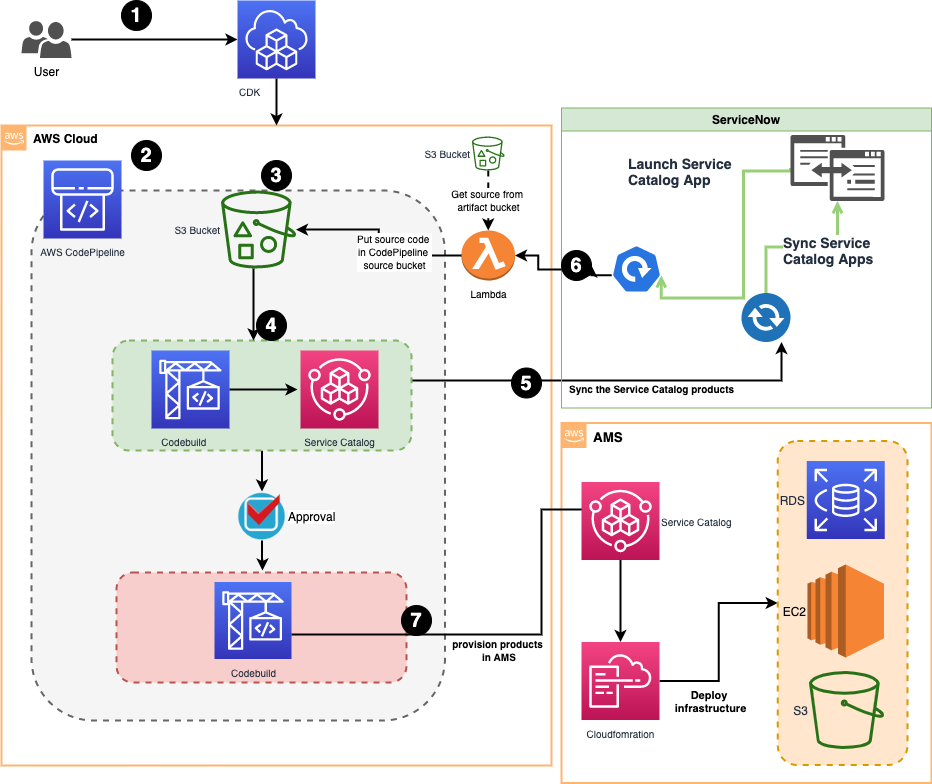 1
User
CDK
aws
AWS Cloud
2
AWS CodePipeline
3
S3 Bucket
S3 Bucket
Get source from
artifact bucket
Put source code
in CodePipeline
source bucket
Lambda
4
Codebuild
Service Catalog
5
Sync the Service Catalog products
6
ServiceNow
Launch Service
Catalog App
Sync Service
Catalog Apps
Approval
Codebuild
7
provision products
in AMS
aws
AMS
Service Catalog
Cloudfomration
Deploy
infrastructure
RDS
EC2
S3